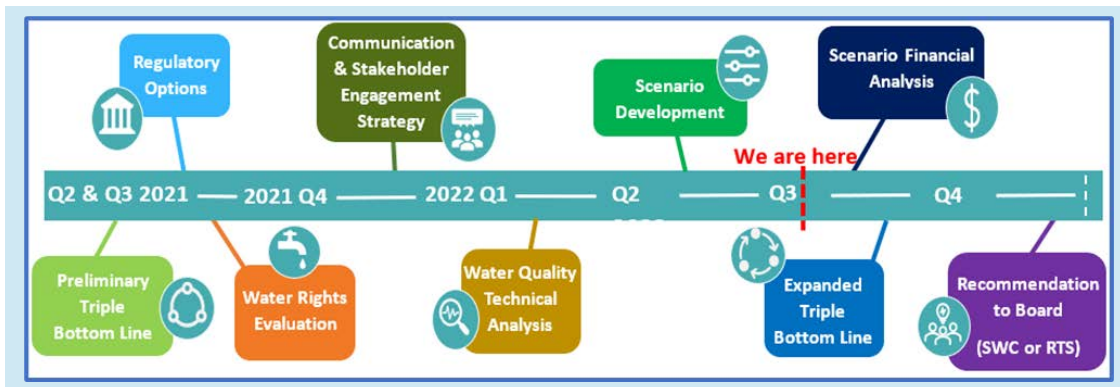 Regulatory
Options
Communication
& Stakeholder
Engagement
Strategy
Scenario
Development
Scenario Financial
Analysis
We are here
Q2 & Q3 2021
2021 Q4
2022 Q1
Q2
Q3
Q4
Preliminary
Triple
Bottom Line
Water Rights
Evaluation
Water Quality
Technical
Analysis
Expanded
Triple
Bottom Line
Recommendation
to Board
(SWC or RTS)
$